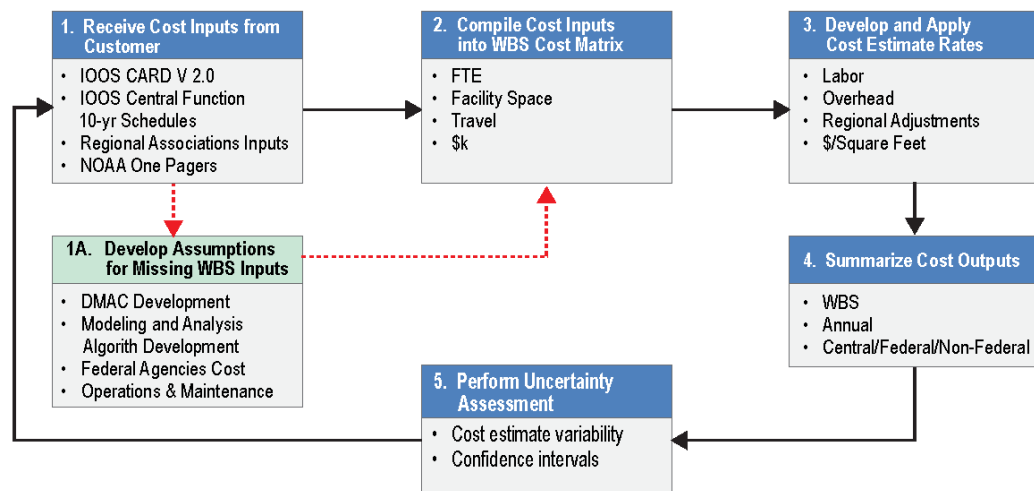 1. Receive Cost Inputs from
Customer
• IOOS CARD V 2.0
• IOOS Central Function
10-yr Schedules
• Regional Associations Inputs
• NOAA One Pagers
2. Compile Cost Inputs
into WBS Cost Matrix
• FTE
• Facility Space
• Travel
• $k
3. Develop and Apply
Cost Estimate Rates
• Labor
• Overhead
• Regional Adjustments
• $/Square Feet
1A. Develop Assumptions
for Missing WBS Inputs
• DMAC Development
• Modeling and Analysis
Algorith Development
• Federal Agencies Cost
• Operations & Maintenance
4. Summarize Cost Outputs
• WBS
• Annual
• Central/Federal/Non-Federal
5. Perform Uncertainty
Assessment
• Cost estimate variability
• Confidence intervals